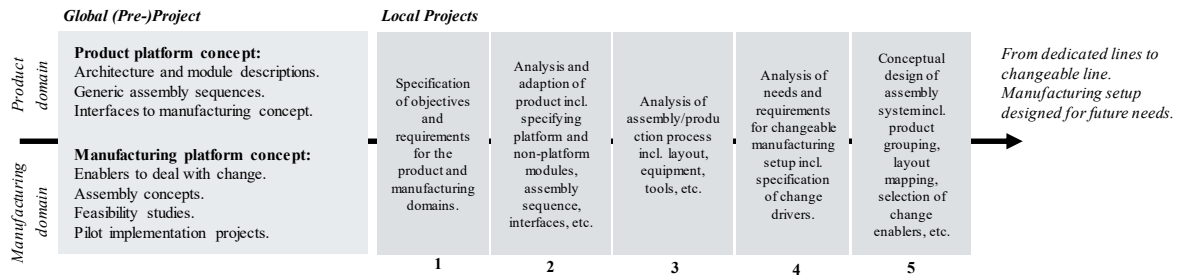 Global (Pre-)Project
Local Projects
Product
domain
Manufacturing
domain
Product platform concept:
Architecture and module descriptions.
Generic assembly sequences.
Interfaces to manufacturing concept.
Manufacturing platform concept:
Enablers to deal with change.
Assembly concepts.
Feasibility studies.
Pilot implementation projects.
Specification
of objectives
and
requirements
for the
product and
manufacturing
domains.
1
Analysis and
adaption of
product incl.
specifying
platform and
non-platform
modules,
assembly
sequence,
interfaces, etc.
2
Analysis of
assembly/produ
ction process
incl. layout,
equipment,
tools, etc.
3
Analysis of
needs and
requirements
for changeable
manufacturing
setup incl.
specification
of change
drivers.
4
Conceptual
design of
assembly
systemincl.
product
grouping,
layout
mapping,
selection of
change
enablers, etc.
5
From dedicated lines to
changeable line.
Manufacturing setup
designed for future needs.